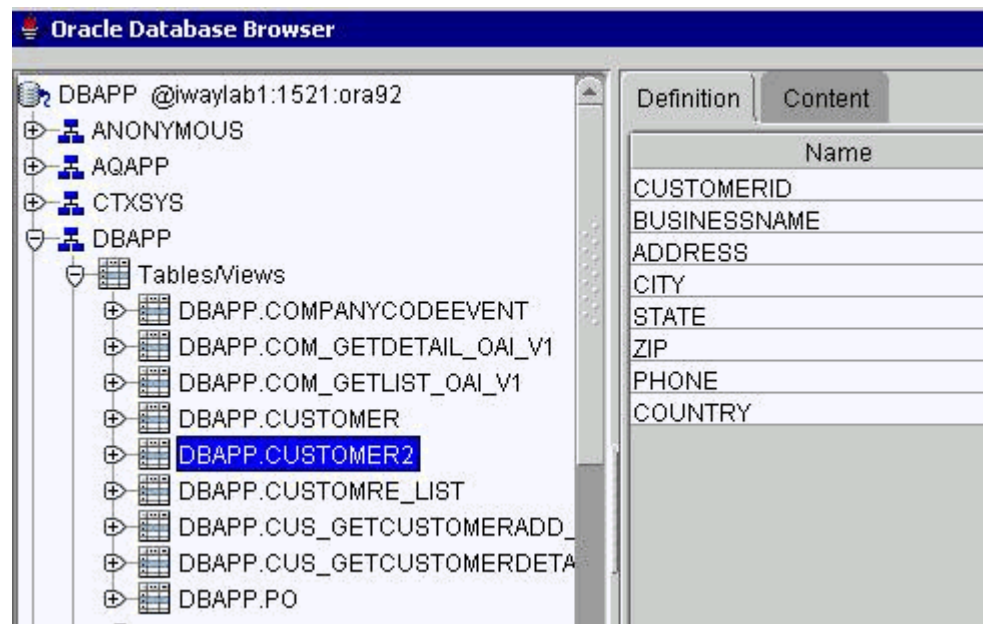 Oracle Database Browser
DBAPP @iwaylab1:1521:ora92
ANONYMOUS
AQAPP
CTXSYS
DBAPP
Tables/Views
DBAPP.COMPANYCODEEVENT
DBAPP.COM_GETDETAIL_OAI_V1
DBAPP.COM_GETLIST_OAI_V1
DBAPP.CUSTOMER
DBAPP.CUSTOMER2
DBAPP.CUSTOMRE_LIST
DBAPP.CUS_GETCUSTOMERADD_
DBAPP.CUS_GETCUSTOMERDETA
DBAPP.PO
Definition Content
Name
CUSTOMERID
BUSINESSNAME
ADDRESS
CITY
STATE
ZIP
PHONE
COUNTRY